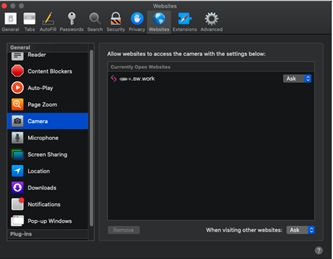 Websites
General
Tabs
AutoFill
Passwords
Search
Security
Privacy
Websites
Extensions
Advanced
General
Reader
Content Blockers
Auto-Play
Page Zoom
Camera
Microphone
Screen Sharing
Location
Downloads
Notifications
Pop-up Windows
Plug-ins
Allow websites to access the camera with the settings below:
Currently Open Websites
.sw.work
Ask
Remove
When visiting other websites:
Ask
?